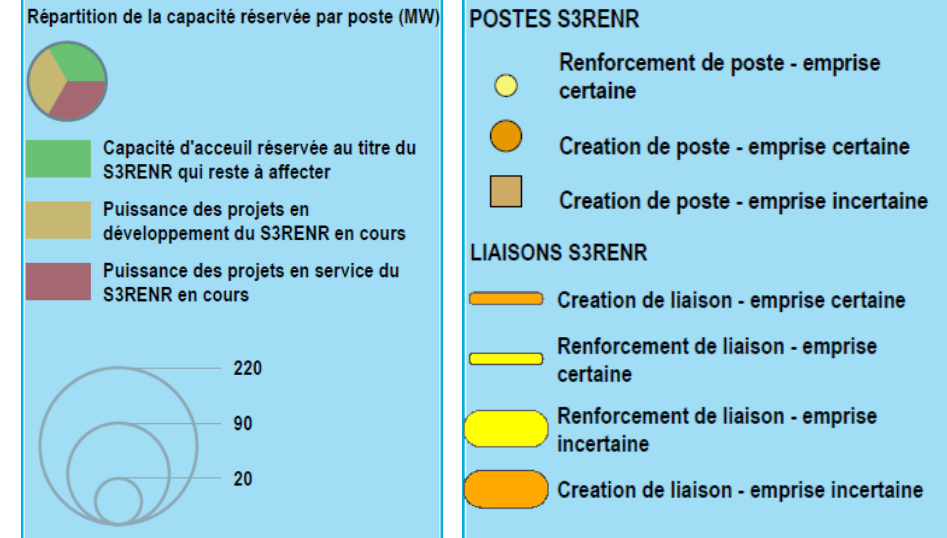 Répartition de la capacité réservée par poste (MW)
Capacité d'acceuil réservée au titre du
S3RENR qui reste à affecter
Puissance des projets en
développement du S3RENR en cours
Puissance des projets en service du
S3RENR en cours
220
90
20
POSTES S3RENR
Renforcement de poste - emprise
certaine
Creation de poste - emprise certaine
Creation de poste - emprise incertaine
LIAISONS S3RENR
Creation de liaison - emprise certaine
Renforcement de liaison - emprise
certaine
Renforcement de liaison - emprise
incertaine
Creation de liaison - emprise incertaine